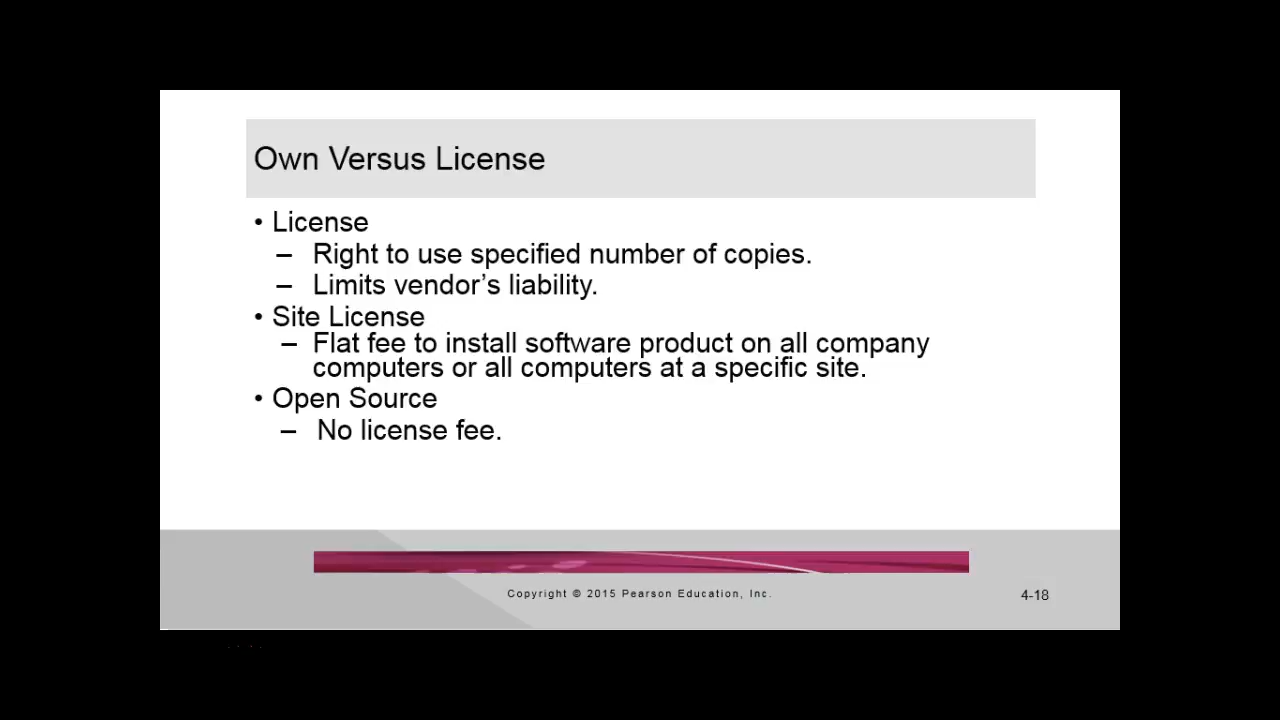 Own Versus License
• License
– Right to use specified number of copies.
– Limits vendor’s liability.
• Site License
– Flat fee to install software product on all company
computers or all computers at a specific site.
• Open Source
– No license fee.
Copyright © 2015 Pearson Education, Inc.
4-18